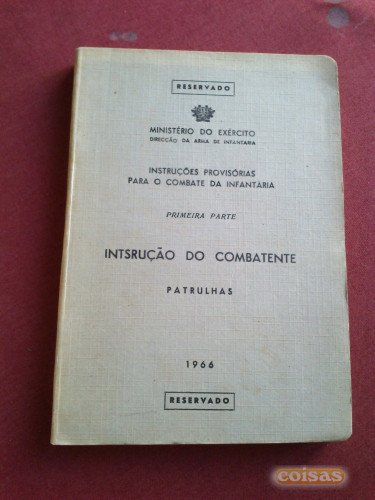 RESERVADO
MINISTÉRIO DO EXÉRCITO
DIRECÇÃO DA ARMA DE INFANTARIA
INSTRUÇÕES PROVISÓRIAS
PARA O COMBATE DA INFANTARIA
PRIMEIRA PARTE
INTSRUÇÃO DO COMBATENTE
PATRULHAS
1966
RESERVADO
coisas